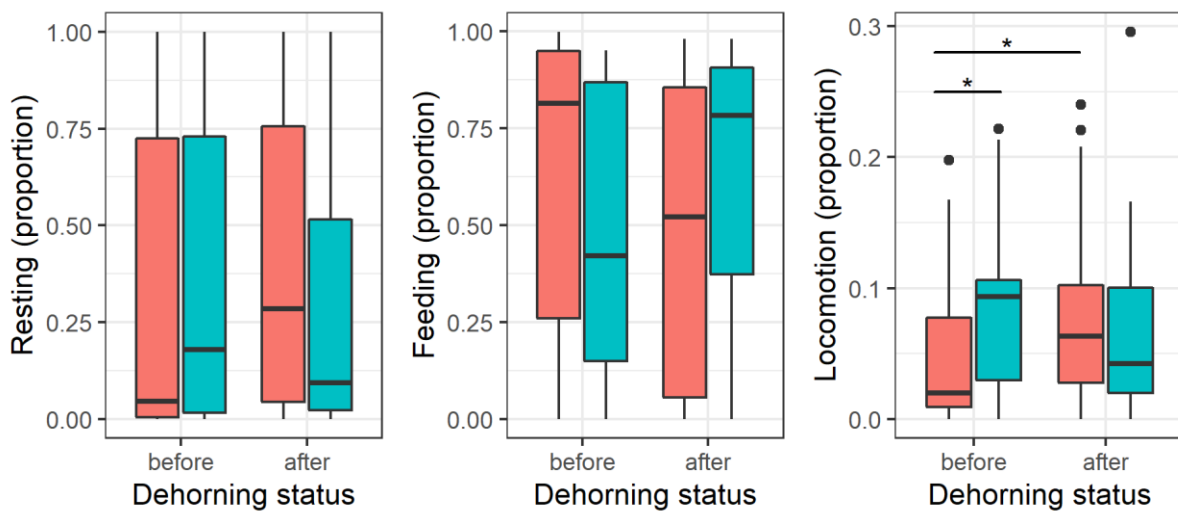 Resting (proportion)
1.00
0.75
0.50
0.25
0.00
before
after
Dehorning status
Feeding (proportion)
1.00
0.75
0.50
0.25
0.00
before
after
Dehorning status
Locomotion (proportion)
0.3
0.2
0.1
0.0
*
*
before
after
Dehorning status